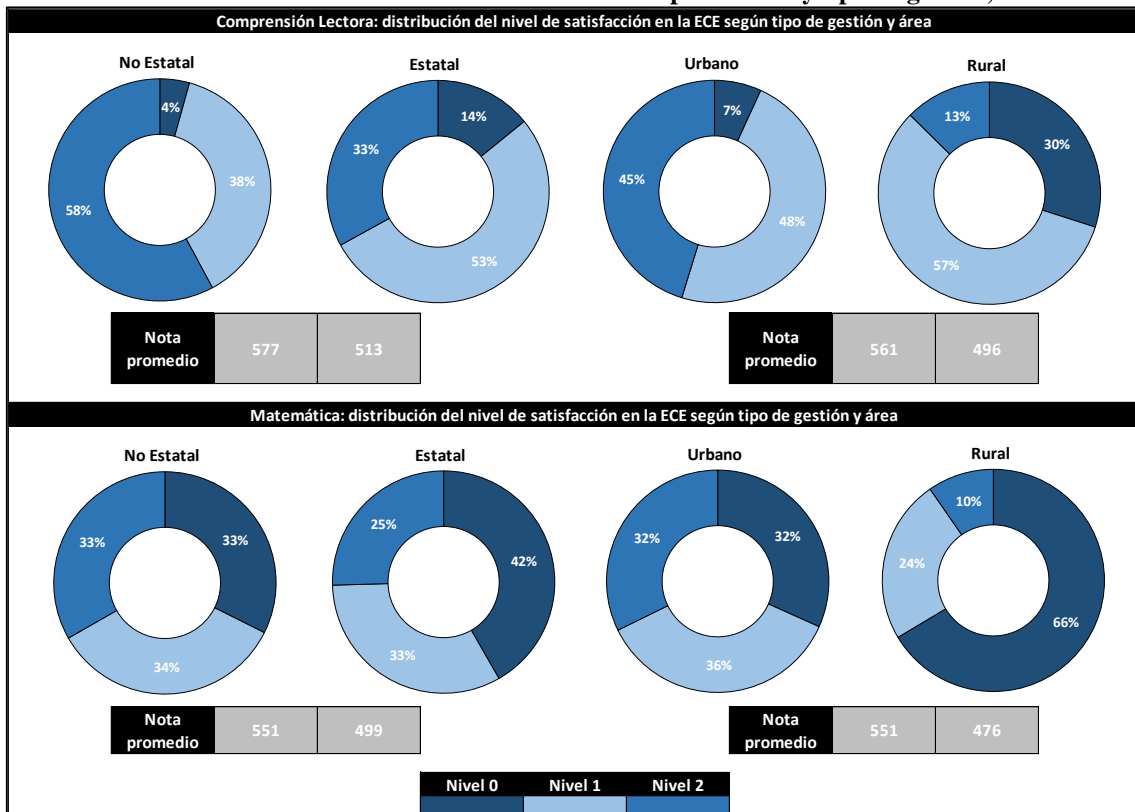 Comprensión Lectora: distribución del nivel de satisfacción en la ECE según tipo de gestión y área
No Estatal Estatal Urbano Rural
4% 38% 58%
14% 53% 33%
7% 48% 45%
30% 57% 13%
Nota promedio 577 513
Nota promedio 561 496
Matemática: distribución del nivel de satisfacción en la ECE según tipo de gestión y área
No Estatal Estatal Urbano Rural
33% 34% 33%
42% 33% 25%
32% 36% 32%
66% 24% 10%
Nota promedio 551 499
Nota promedio 551 476
Nivel 0 Nivel 1 Nivel 2